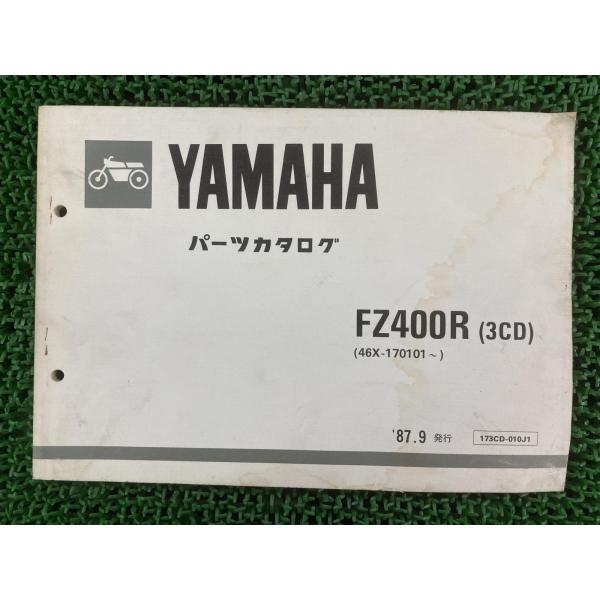 YAMAHA
パーツカタログ
FZ400R (3CD)
(46X-170101~)
'87.9 発行
173CD-010J1